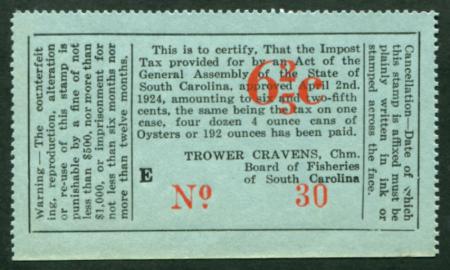 Warning—The counterfeit
ing, reproduction, alteration
or re-use of this stamp is
punishable by a fine of not
less than $500, nor more than
$1,000, or imprisonment for
not less than six months nor
more than twelve months.
This is to certify, That the Impost
Tax provided for by an Act of the
General Assembly of the State of
South Carolina, approved April 2nd.
1924, amounting to six and two-fifth
cents, the same being the tax on one
case, four dozen 4 ounce cans of
Oysters or 192 ounces has been paid.
6⅖c
TROWER CRAVENS, Chm.
Board of Fisheries
of South Carolina
E
No. 30
Cancellation—Date of which
this stamp is affixed must be
plainly written in ink or
stamped across the face.